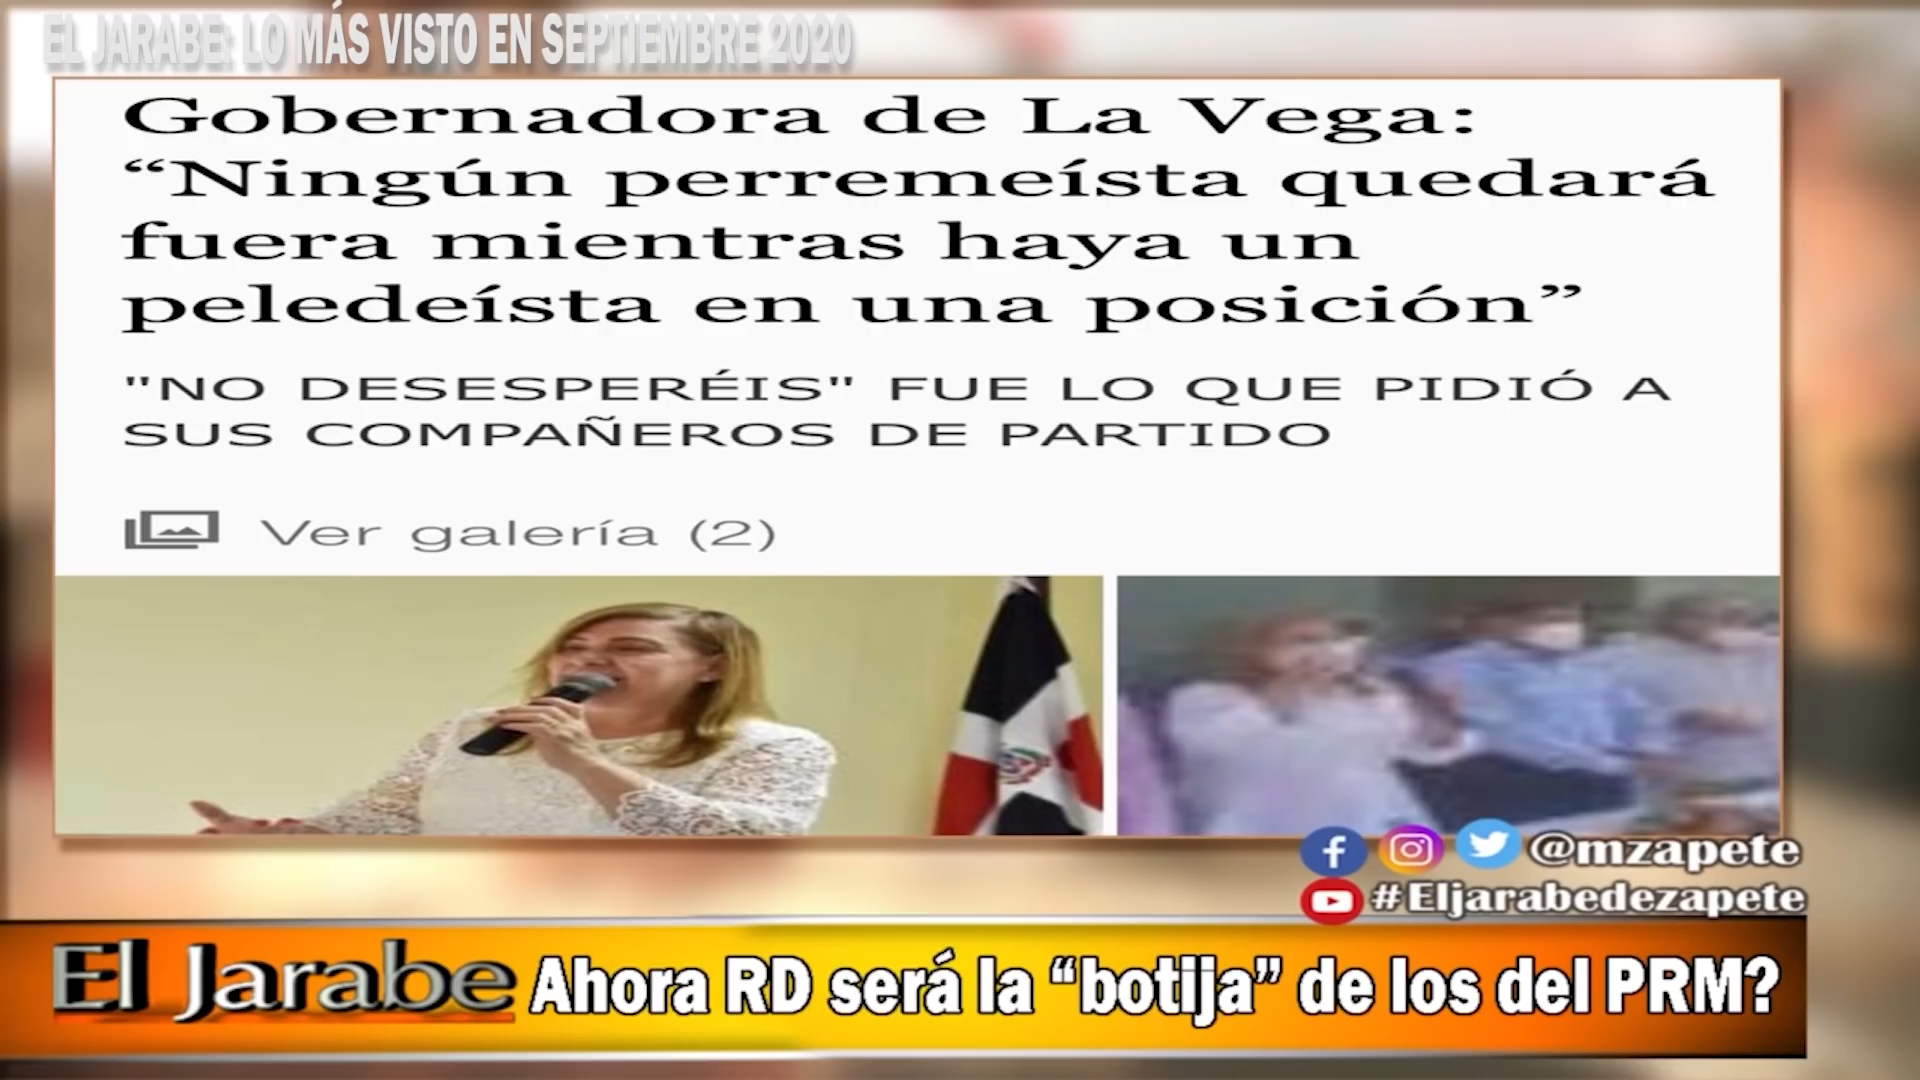 EL JARABE: LO MÁS VISTO EN SEPTIEMBRE 2020
Gobernadora de La Vega:
“Ningún perremeísta quedará
fuera mientras haya un
peledeísta en una posición”
"NO DESESPERÉIS" FUE LO QUE PIDIÓ A
SUS COMPAÑEROS DE PARTIDO
Ver galería (2)
@mzapete
#Eljarabedezapete
El Jarabe Ahora RD será la “botija” de los del PRM?